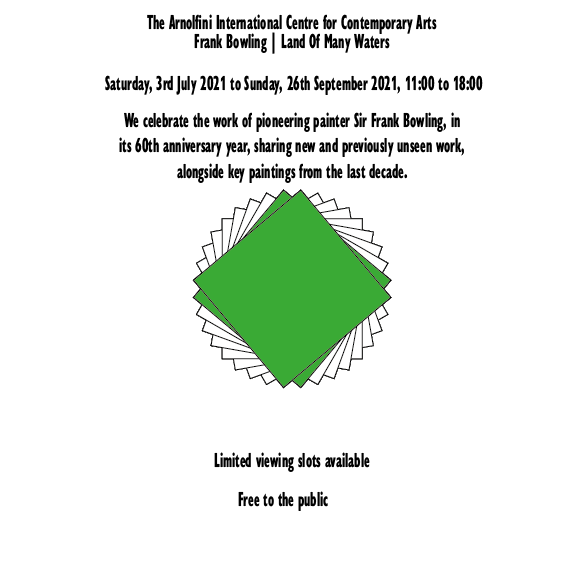 The Arnolfini International Centre for Contemporary Arts
Frank Bowling | Land Of Many Waters
Saturday, 3rd July 2021 to Sunday, 26th September 2021, 11:00 to 18:00
We celebrate the work of pioneering painter Sir Frank Bowling, in
its 60th anniversary year, sharing new and previously unseen work,
alongside key paintings from the last decade.
Limited viewing slots available
Free to the public